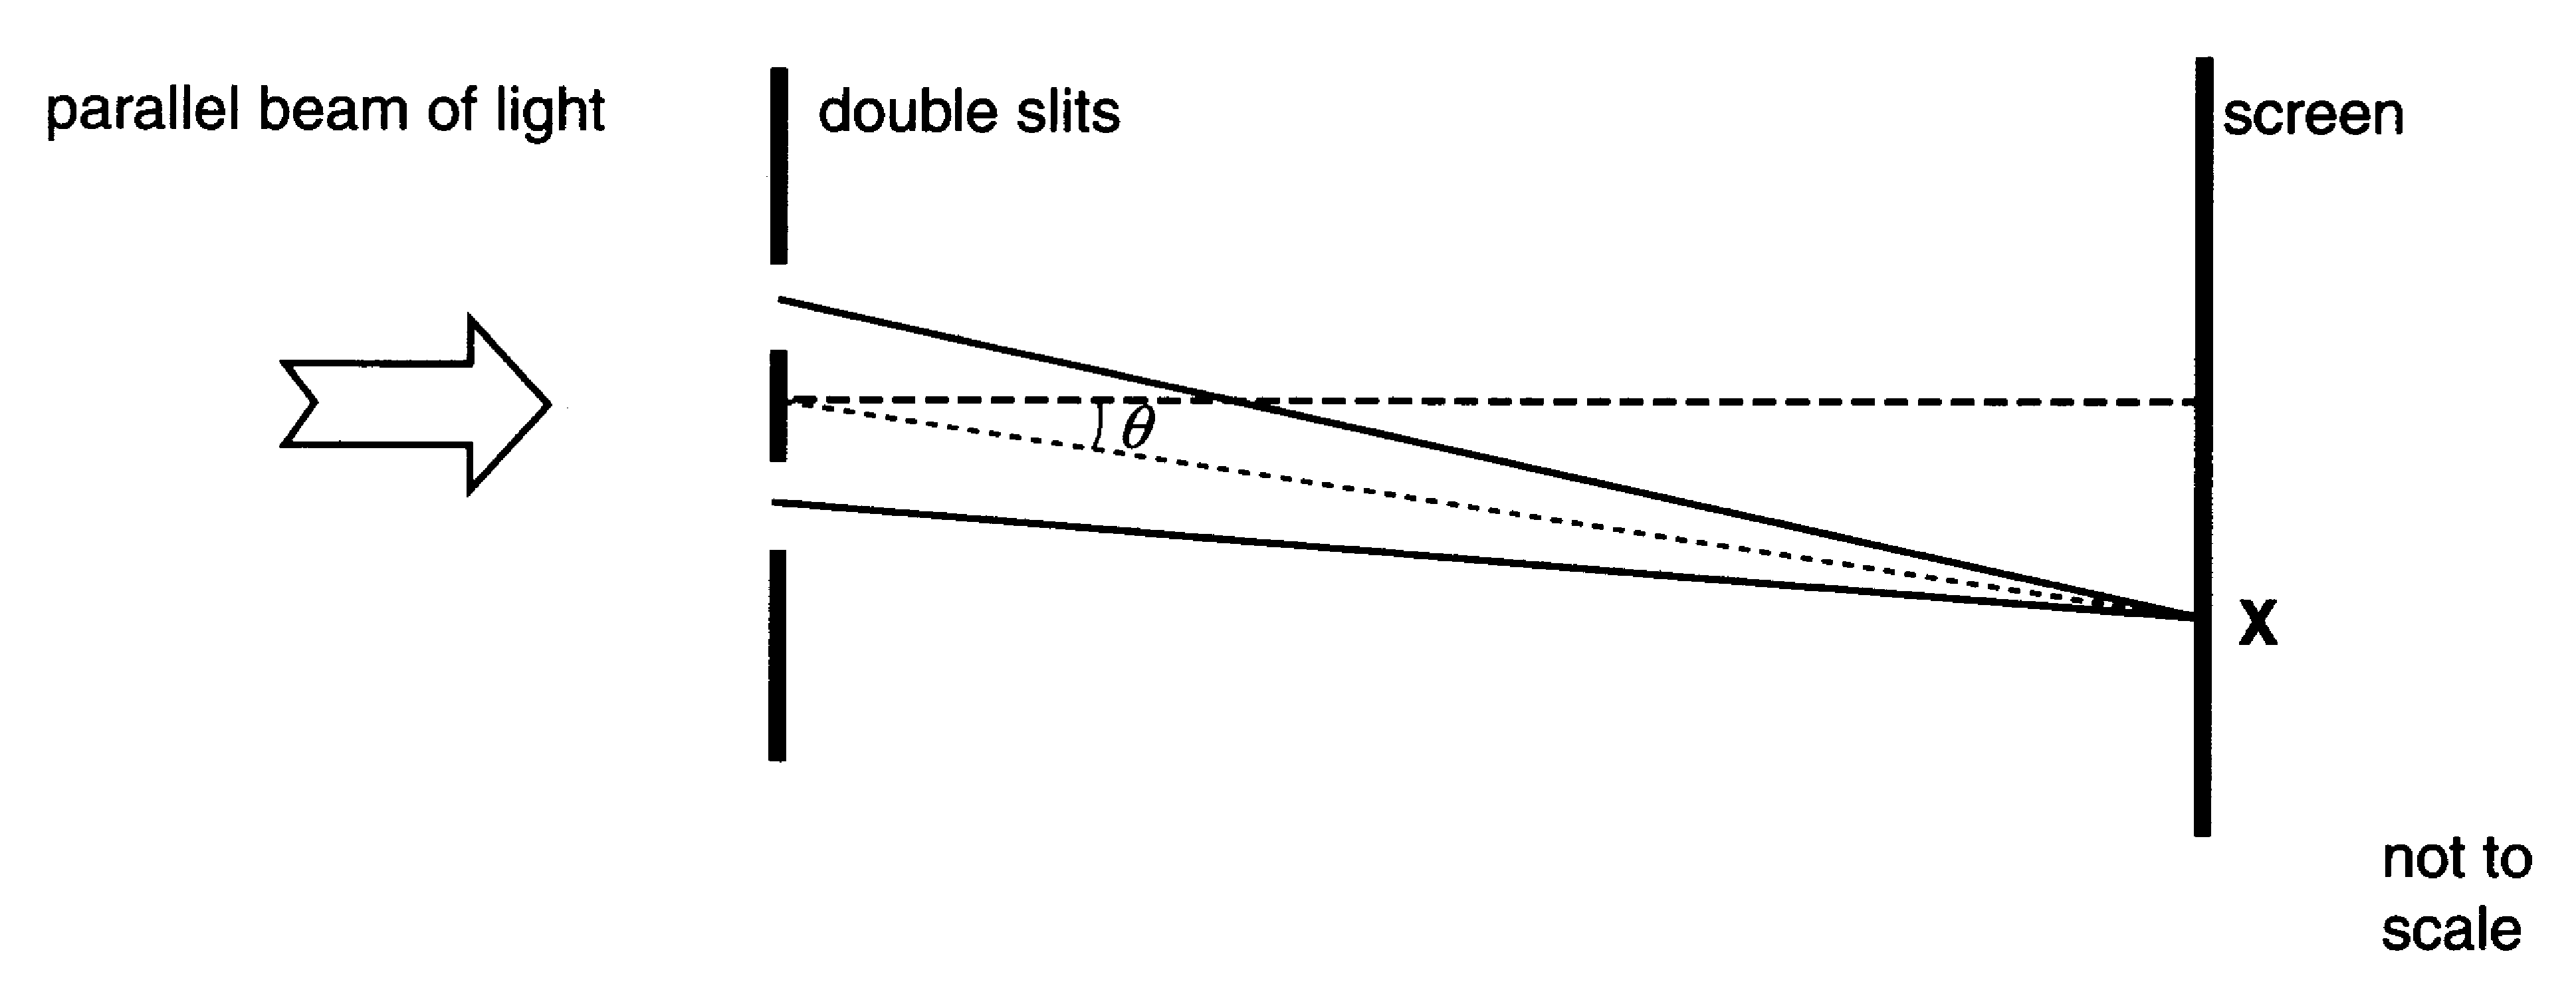 parallel beam of light
double slits
screen
θ
X
not to
scale